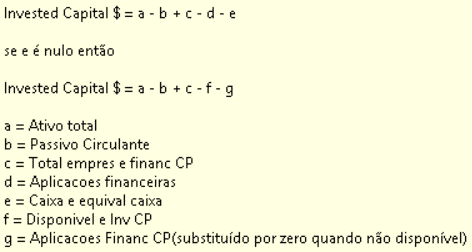 Invested Capital $ = a - b + c - d - e
se e é nulo então
Invested Capital $ = a - b + c - f - g
a = Ativo total
b = Passivo Circulante
c = Total empres e financ CP
d = Aplicacoes financeiras
e = Caixa e equival caixa
f = Disponivel e Inv CP
g = Aplicacoes Financ CP(substituído por zero quando não disponível)